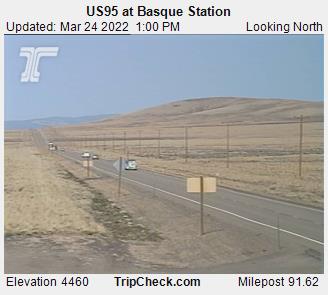 US95 at Basque Station
Updated: Mar 24 2022 1:00 PM Looking North
Elevation 4460 TripCheck.com Milepost 91.62